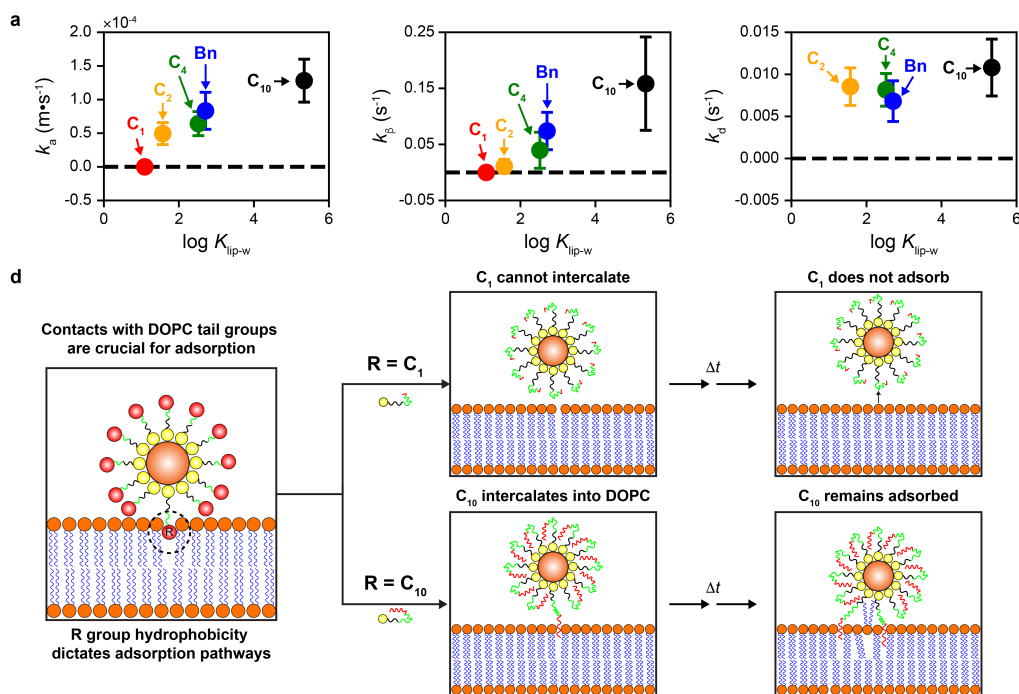 a
×10⁻⁴
2.0
1.5
1.0
0.5
0.0
-0.5
kₐ (m•s⁻¹)
C₁
C₂
C₄
Bn
C₁₀
0 2 4 6
log K_lip-w
0.25
0.15
0.05
-0.05
k_β (s⁻¹)
C₁
C₂
C₄
Bn
C₁₀
0 2 4 6
log K_lip-w
0.015
0.010
0.005
0.000
-0.005
k_d (s⁻¹)
C₂
C₄
Bn
C₁₀
0 1 2 3 4 5 6
log K_lip-w
d
Contacts with DOPC tail groups
are crucial for adsorption
R
R group hydrophobicity
dictates adsorption pathways
R = C₁
C₁ cannot intercalate
Δt
C₁ does not adsorb
R = C₁₀
C₁₀ intercalates into DOPC
Δt
C₁₀ remains adsorbed